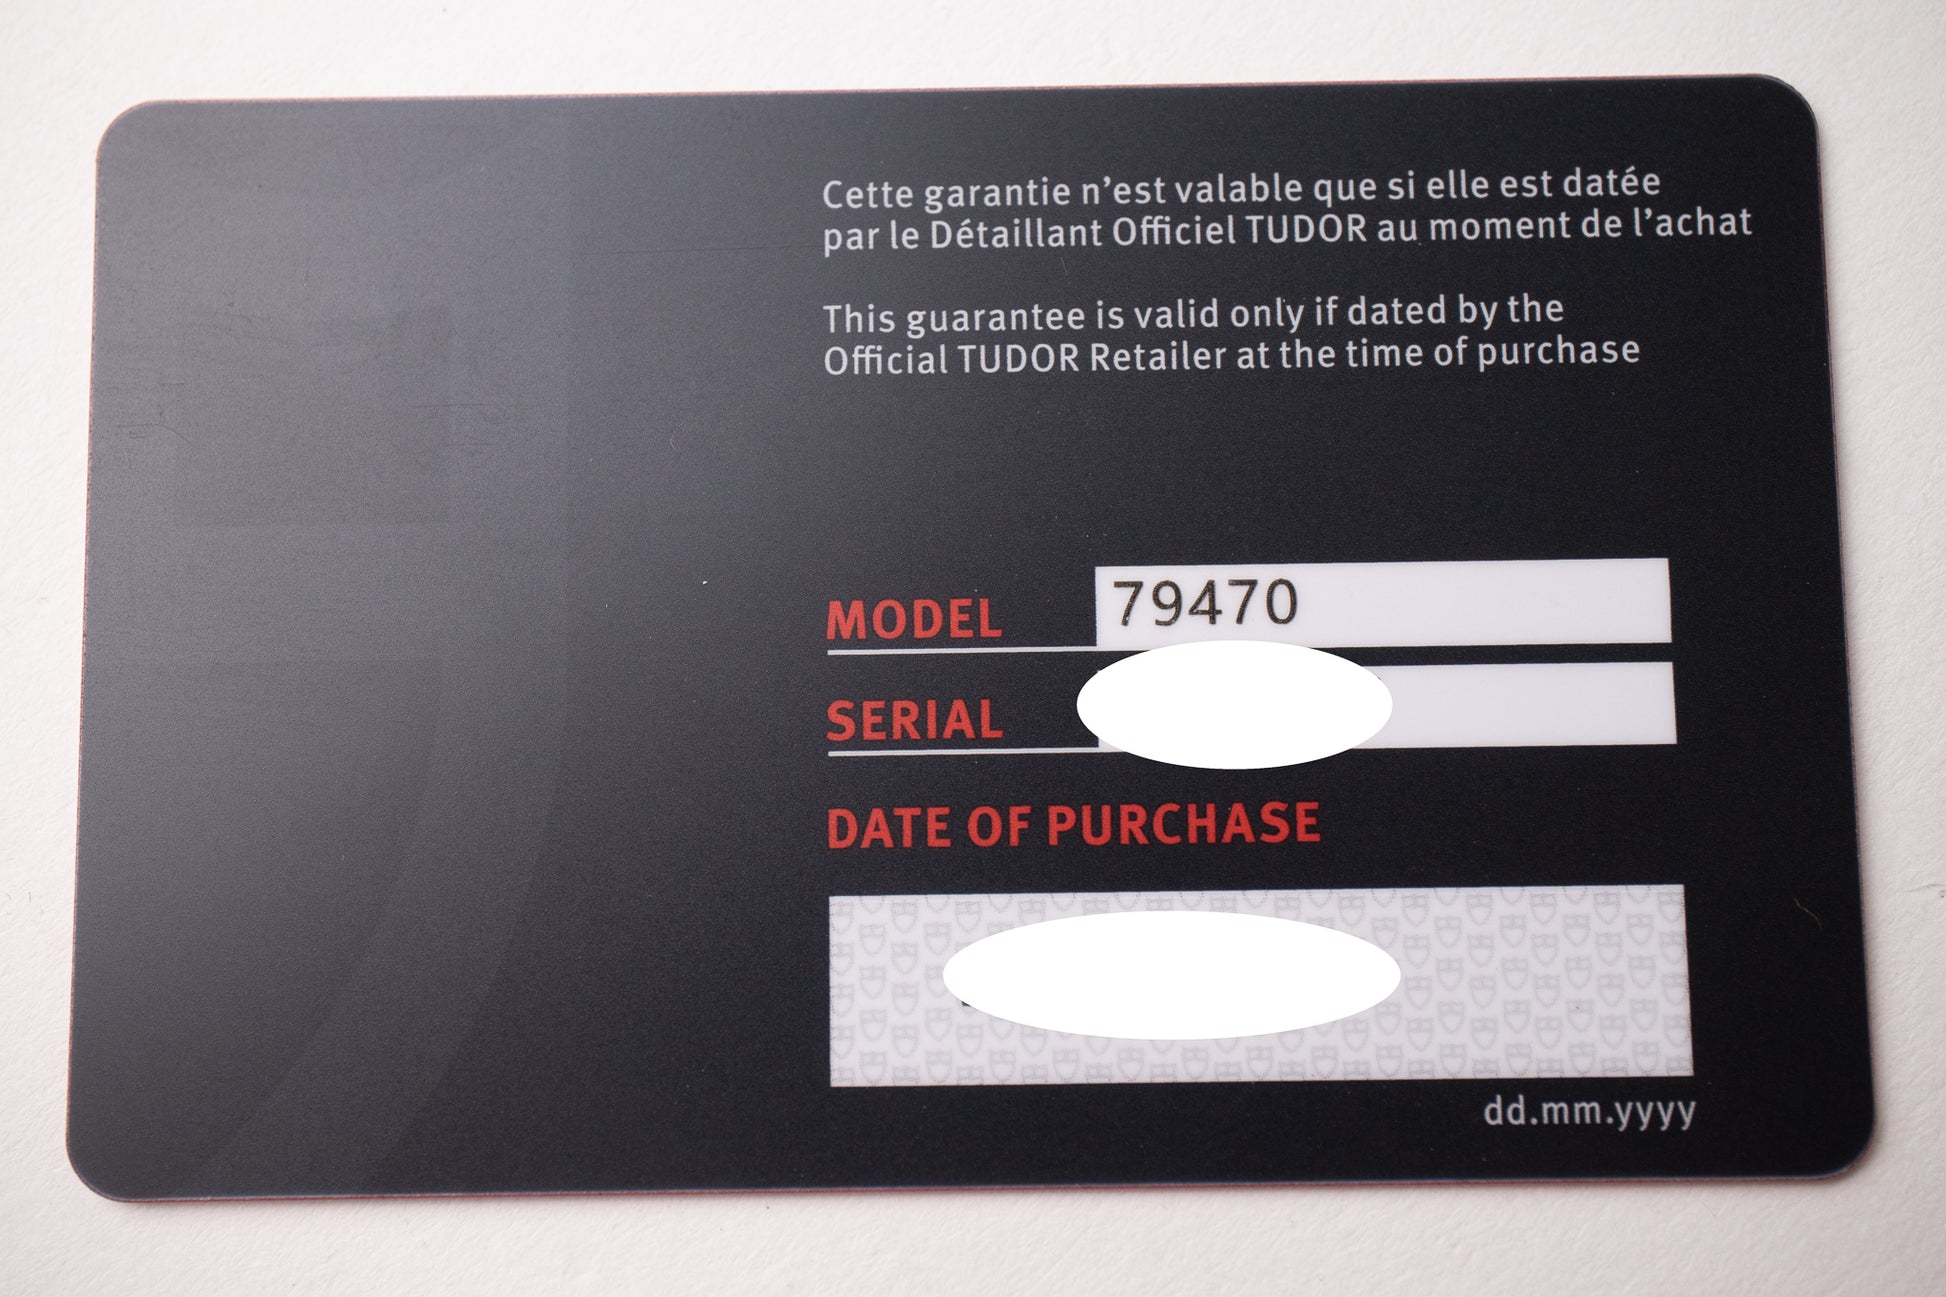 Cette garantie n’est valable que si elle est datée
par le Détaillant Officiel TUDOR au moment de l’achat
This guarantee is valid only if dated by the
Official TUDOR Retailer at the time of purchase
MODEL 79470
SERIAL
DATE OF PURCHASE
dd.mm.yyyy